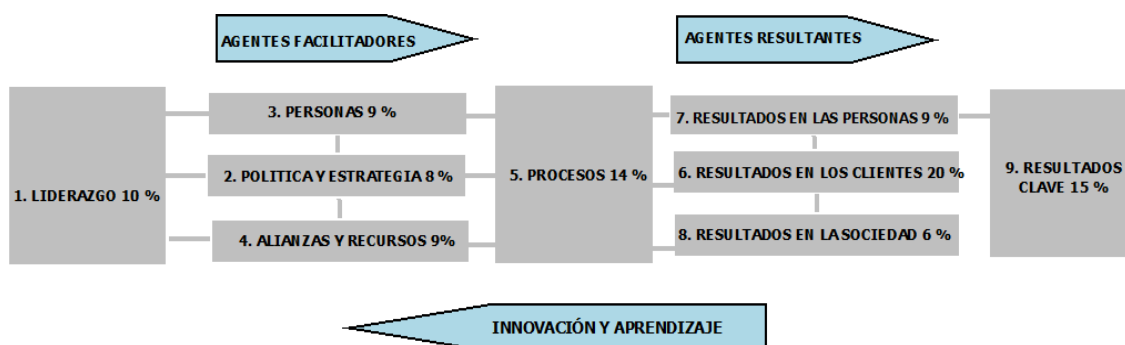 AGENTES FACILITADORES
AGENTES RESULTANTES
1. LIDERAZGO 10 %
3. PERSONAS 9 %
2. POLITICA Y ESTRATEGIA 8 %
4. ALIANZAS Y RECURSOS 9%
5. PROCESOS 14 %
7. RESULTADOS EN LAS PERSONAS 9 %
6. RESULTADOS EN LOS CLIENTES 20 %
8. RESULTADOS EN LA SOCIEDAD 6 %
9. RESULTADOS
CLAVE 15 %
INNOVACIÓN Y APRENDIZAJE